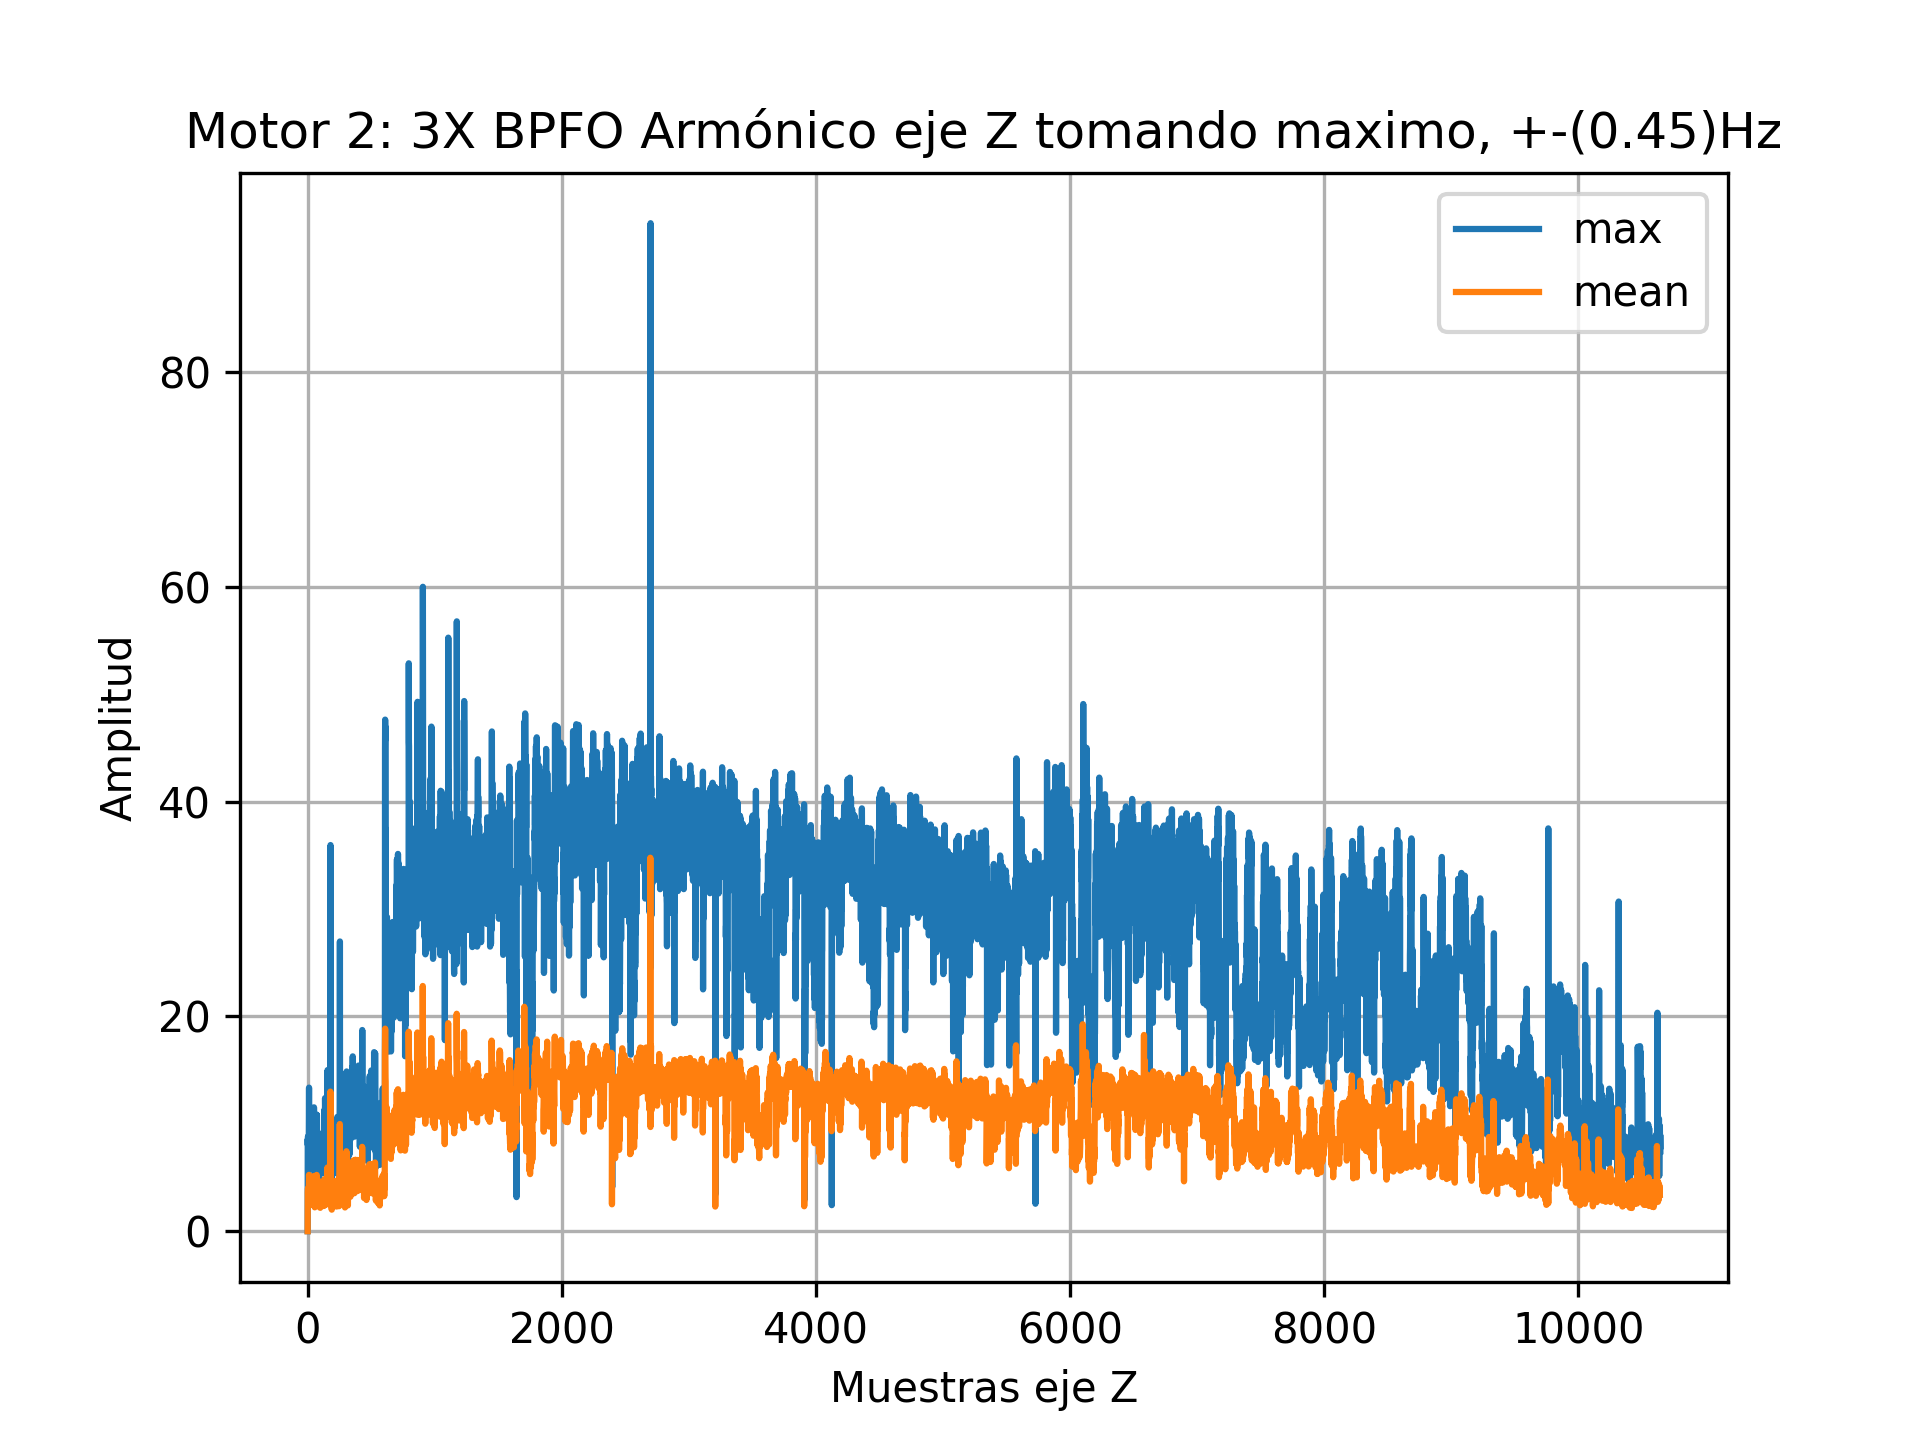 Motor 2: 3X BPFO Armónico eje Z tomando maximo, +-(0.45)Hz
max
mean
80
60
40
20
0
Amplitud
0 2000 4000 6000 8000 10000
Muestras eje Z